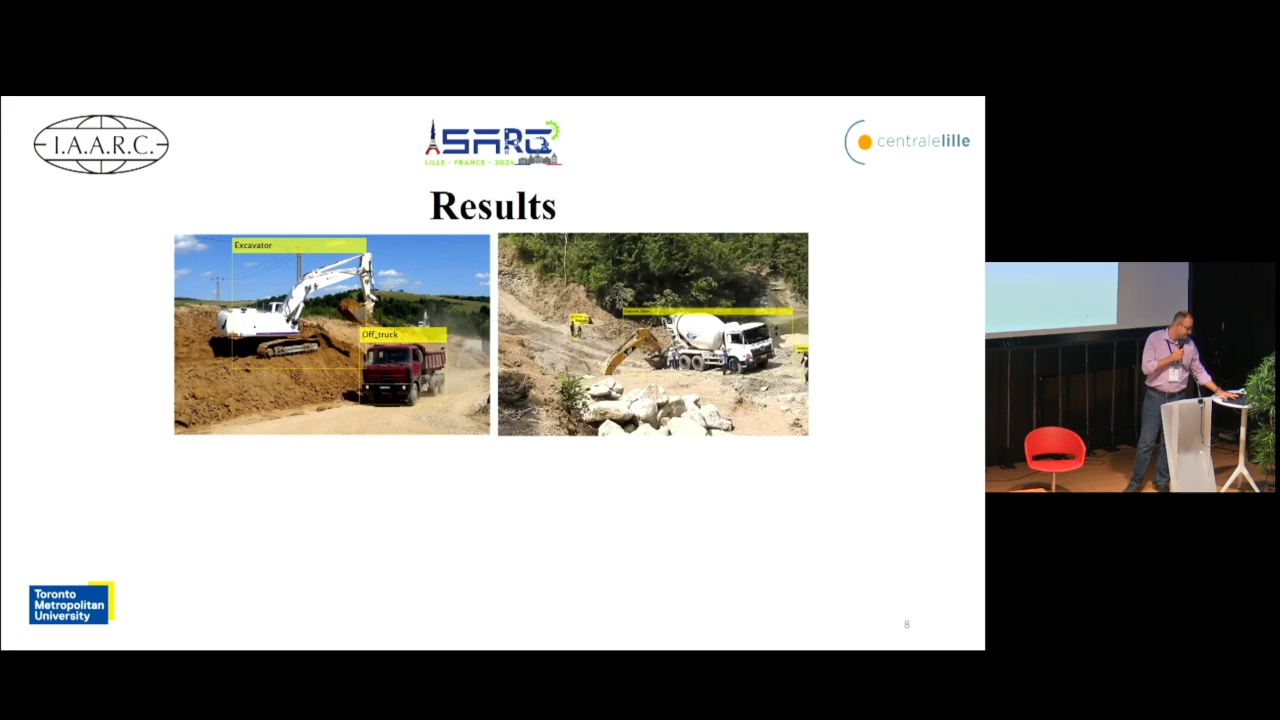 I.A.A.R.C.
ISARC
LILLE - FRANCE - 2024
centralelille
Results
Excavator
Off_truck
Toronto
Metropolitan
University
8